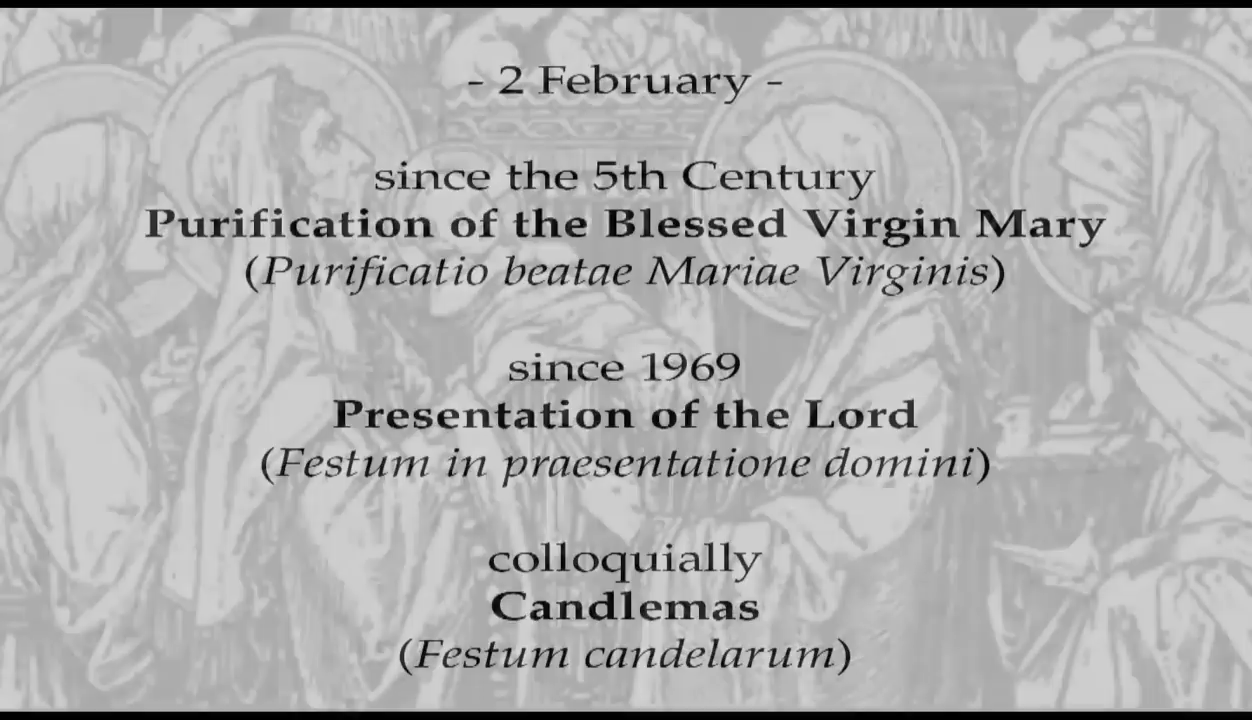 - 2 February -
since the 5th Century
Purification of the Blessed Virgin Mary
(Purificatio beatae Mariae Virginis)
since 1969
Presentation of the Lord
(Festum in praesentatione domini)
colloquially
Candlemas
(Festum candelarum)